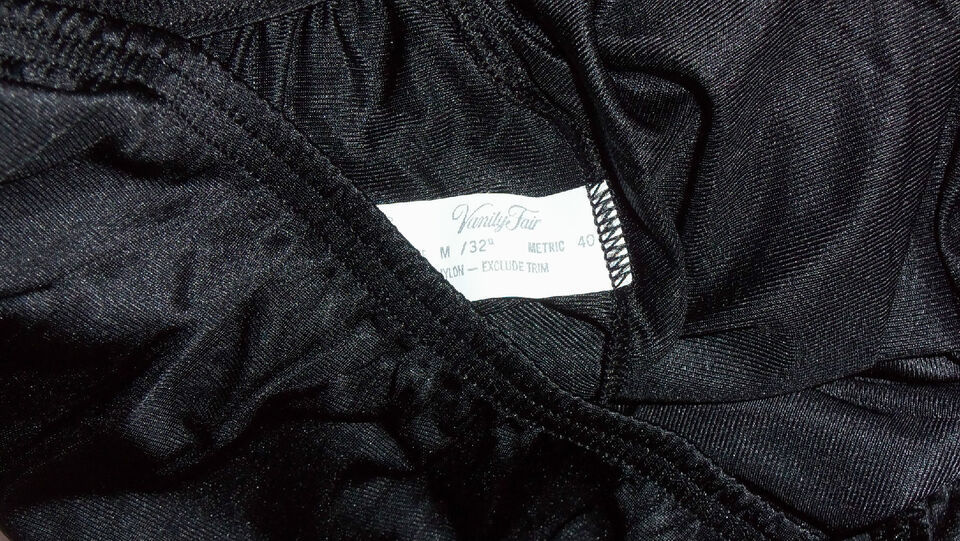 Vanity Fair
M / 32" METRIC 40
YLON — EXCLUDE TRIM